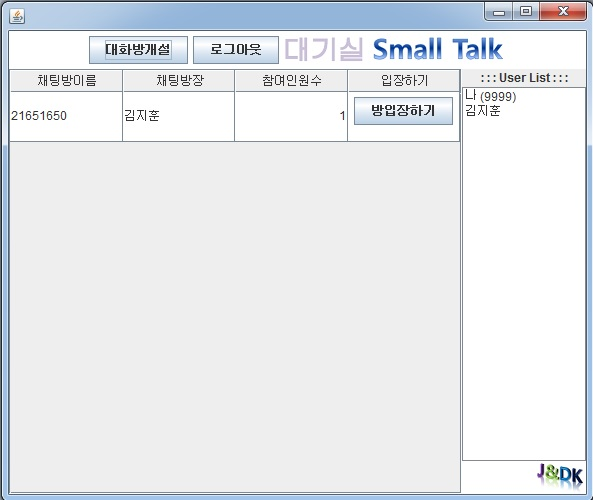 대화방개설 로그아웃 대기실 Small Talk
채팅방이름 채팅방장 참여인원수 입장하기 :::User List:::
나 (9999)
김지훈
21651650 김지훈 1 방입장하기
J&DK